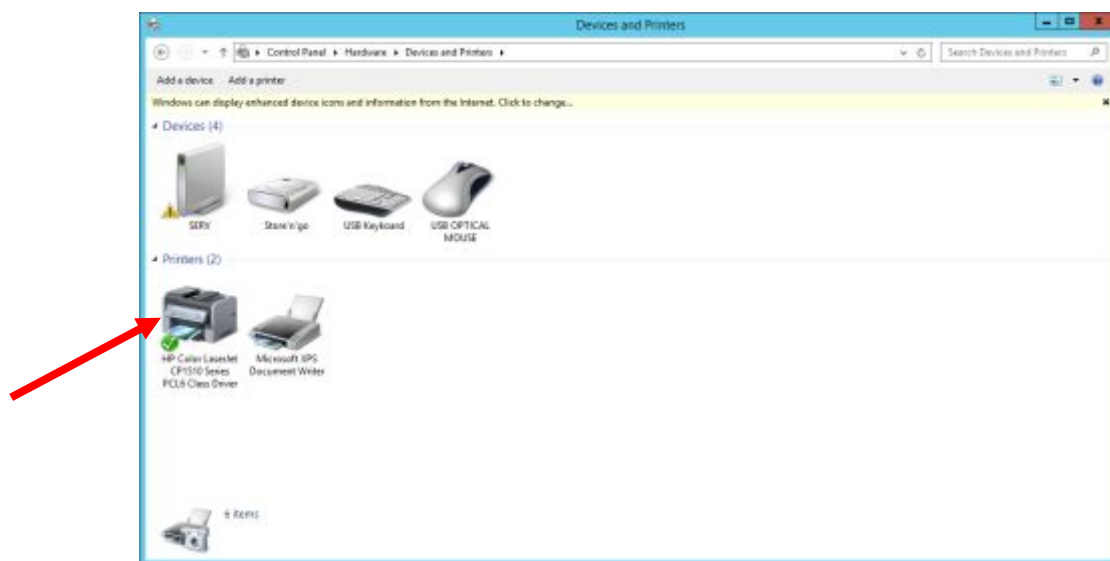 Devices and Printers
Control Panel ▸ Hardware ▸ Devices and Printers ▸
Search Devices and Printers
Add a device Add a printer
Windows can display enhanced device icons and information from the Internet. Click to change...
Devices (4)
SERV Store'n'go USB Keyboard USB OPTICAL
MOUSE
Printers (2)
HP Color LaserJet Microsoft XPS
CP1510 Series Document Writer
PCL6 Class Driver
6 items